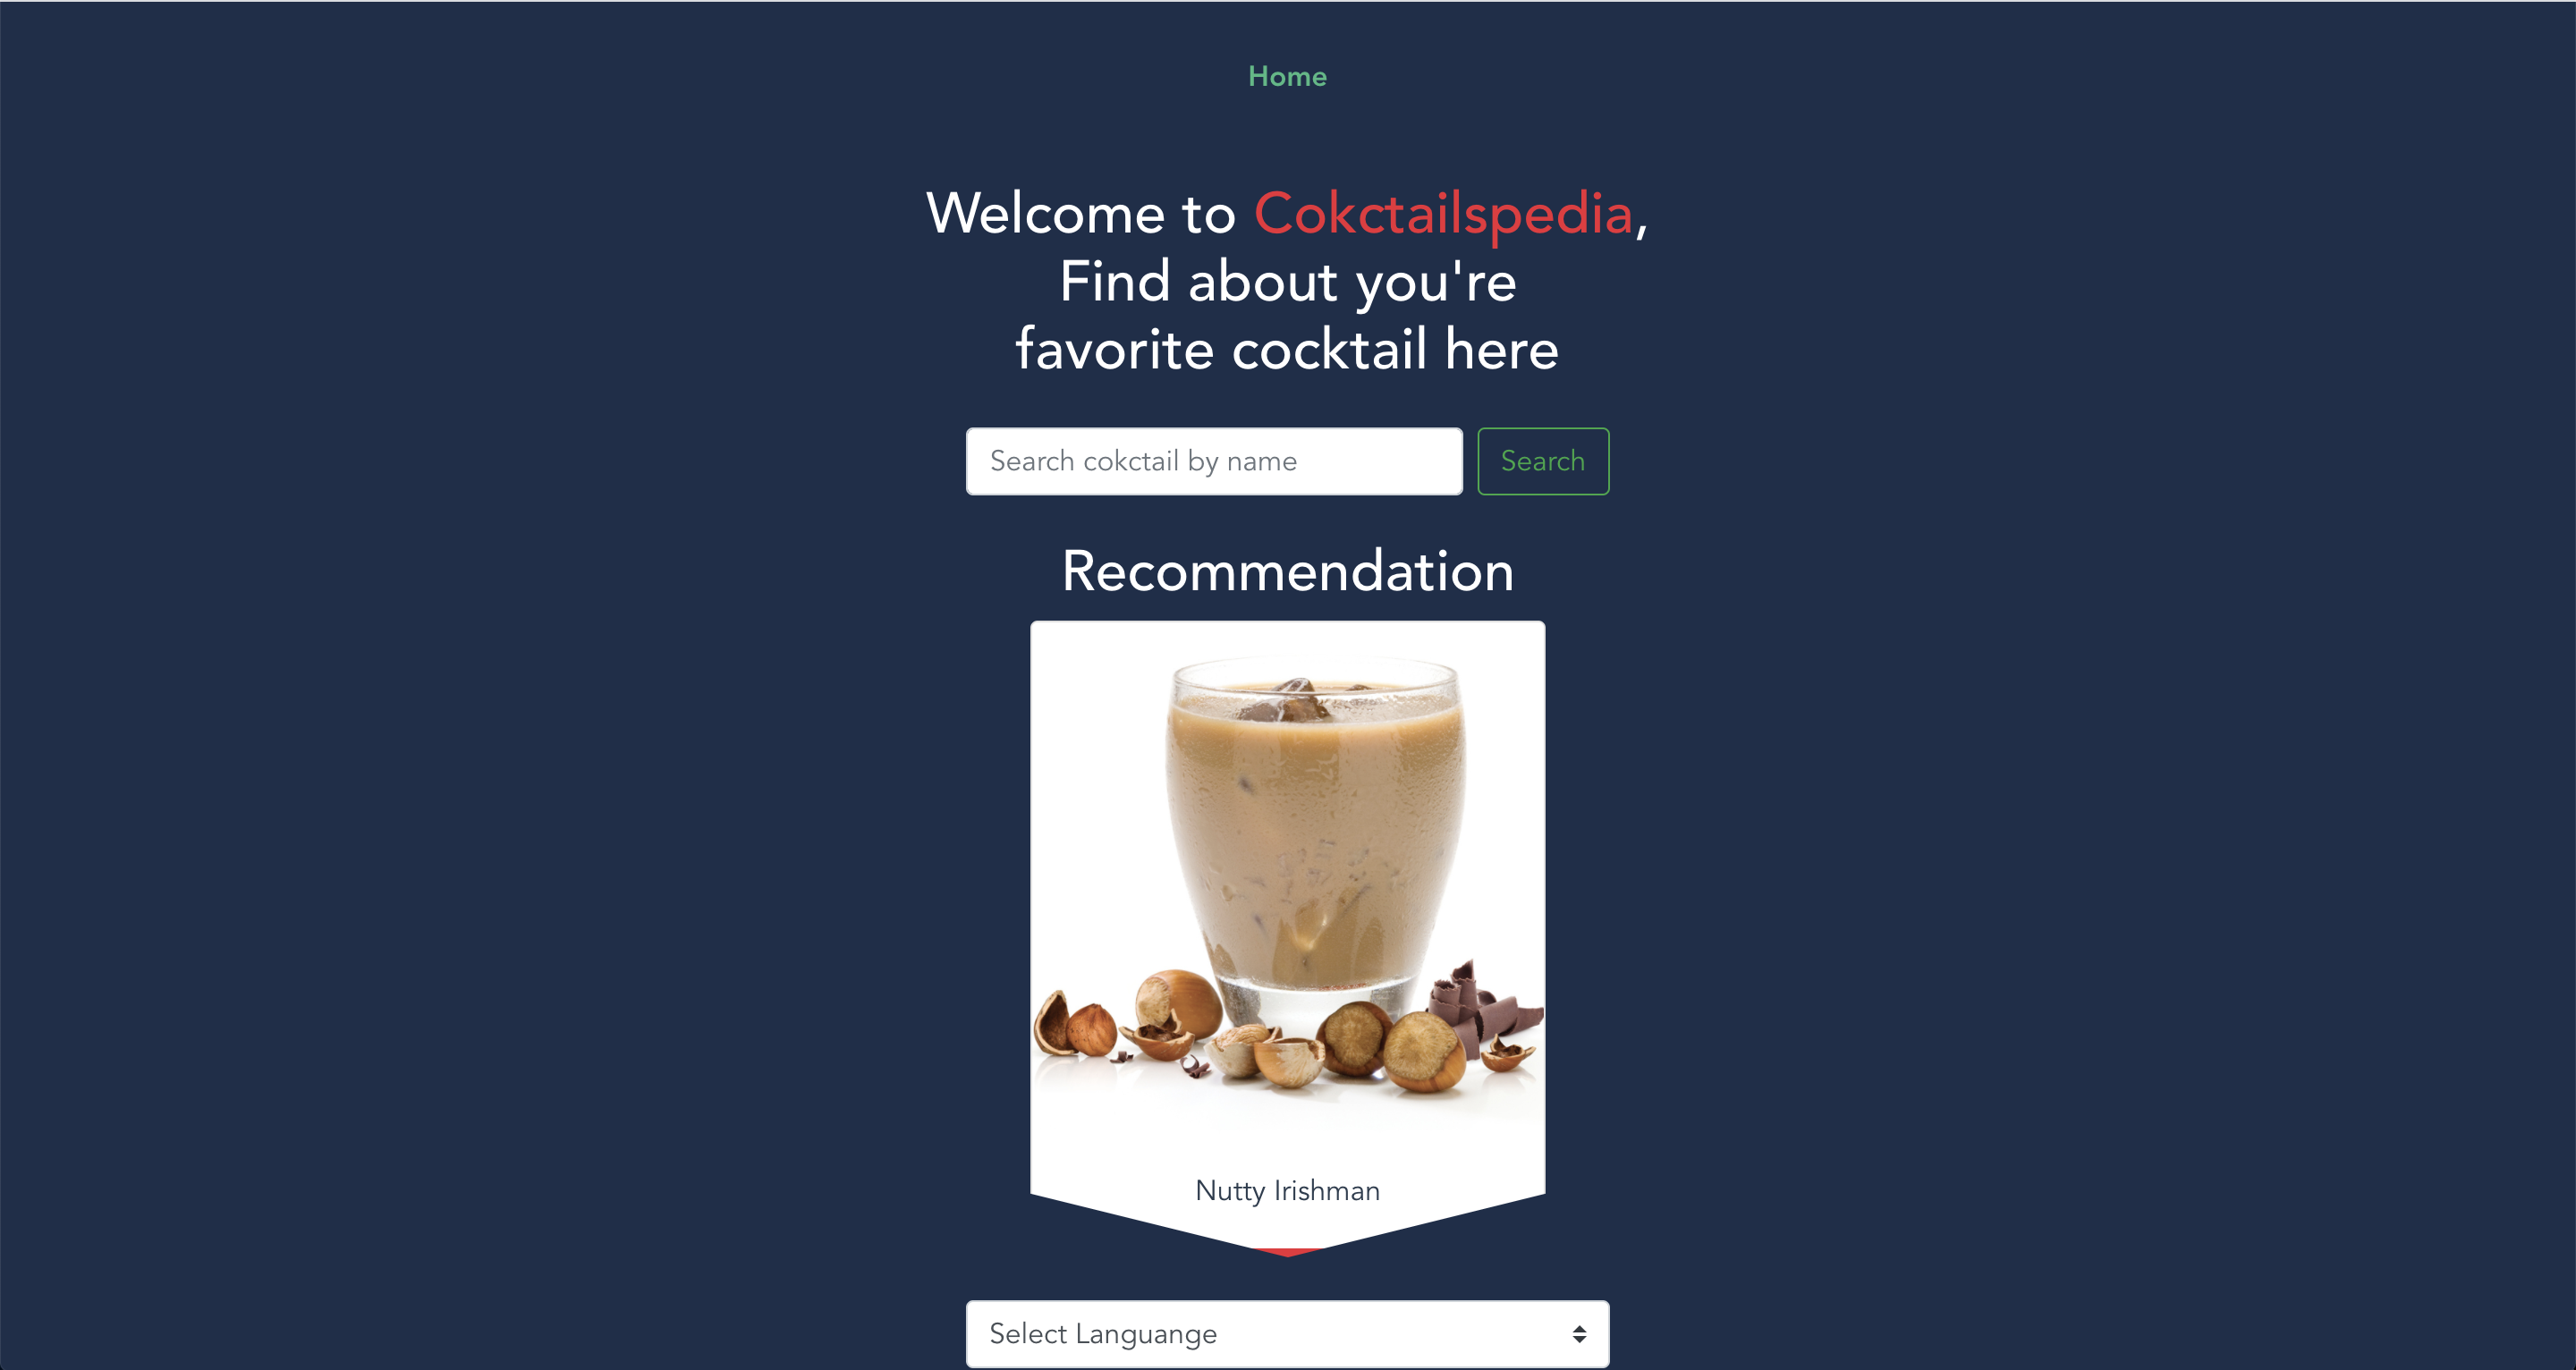 Home
Welcome to Cokctailspedia,
Find about you're
favorite cocktail here
Search cokctail by name
Search
Recommendation
Nutty Irishman
Select Languange